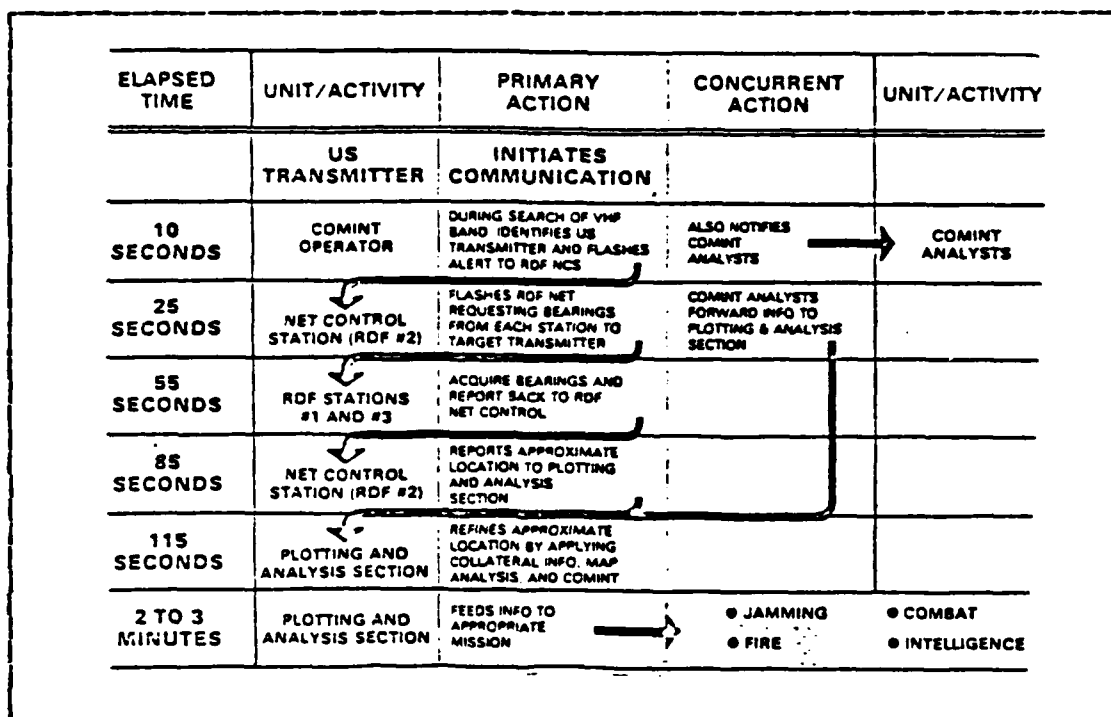 ELAPSED
TIME
UNIT/ACTIVITY
PRIMARY
ACTION
CONCURRENT
ACTION
UNIT/ACTIVITY
US
TRANSMITTER
INITIATES
COMMUNICATION
10
SECONDS
COMINT
OPERATOR
DURING SEARCH OF VHF
BAND IDENTIFIES US
TRANSMITTER AND FLASHES
ALERT TO RDF NCS
ALSO NOTIFIES
COMINT
ANALYSTS
COMINT
ANALYSTS
25
SECONDS
NET CONTROL
STATION (RDF #2)
FLASHES RDF NET
REQUESTING BEARINGS
FROM EACH STATION TO
TARGET TRANSMITTER
COMINT ANALYSTS
FORWARD INFO TO
PLOTTING & ANALYSIS
SECTION
55
SECONDS
RDF STATIONS
#1 AND #3
ACQUIRE BEARINGS AND
REPORT BACK TO RDF
NET CONTROL
85
SECONDS
NET CONTROL
STATION (RDF #2)
REPORTS APPROXIMATE
LOCATION TO PLOTTING
AND ANALYSIS
SECTION
115
SECONDS
PLOTTING AND
ANALYSIS SECTION
REFINES APPROXIMATE
LOCATION BY APPLYING
COLLATERAL INFO, MAP
ANALYSIS, AND COMINT
2 TO 3
MINUTES
PLOTTING AND
ANALYSIS SECTION
FEEDS INFO TO
APPROPRIATE
MISSION
● JAMMING
● FIRE
● COMBAT
● INTELLIGENCE